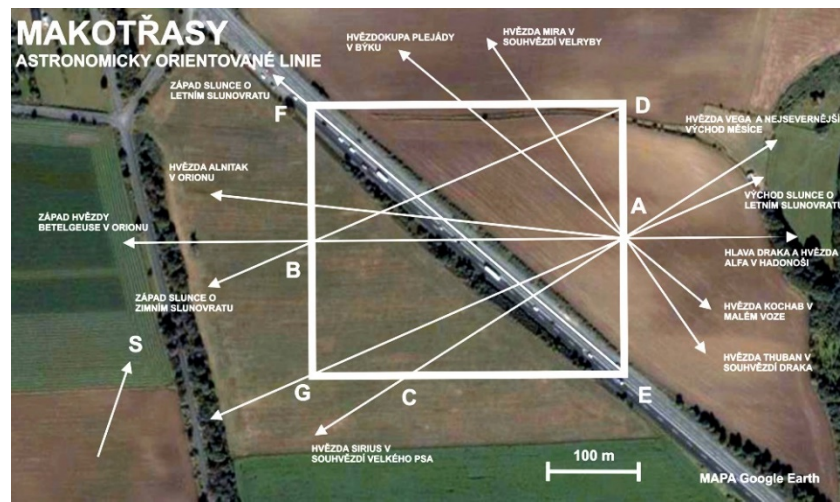 MAKOTŘASY
ASTRONOMICKY ORIENTOVANÉ LINIE
HVĚZDOKUPA PLEJÁDY
V BÝKU
HVĚZDA MIRA V
SOUHVĚZDÍ VELRYBY
ZÁPAD SLUNCE O
LETNÍM SLUNOVRATU
F
D
HVĚZDA VEGA A NEJSEVERNĚJŠÍ
VÝCHOD MĚSÍCE
HVĚZDA ALNITAK
V ORIONU
VÝCHOD SLUNCE O
LETNÍM SLUNOVRATU
A
ZÁPAD HVĚZDY
BETELGEUSE V ORIONU
B
HLAVA DRAKA A HVĚZDA
ALFA V HADONOŠI
ZÁPAD SLUNCE O
ZIMNÍM SLUNOVRATU
HVĚZDA KOCHAB V
MALÉM VOZE
S
HVĚZDA THUBAN V
SOUHVĚZDÍ DRAKA
G
C
E
HVĚZDA SIRIUS V
SOUHVĚZDÍ VELKÉHO PSA
100 m
MAPA Google Earth